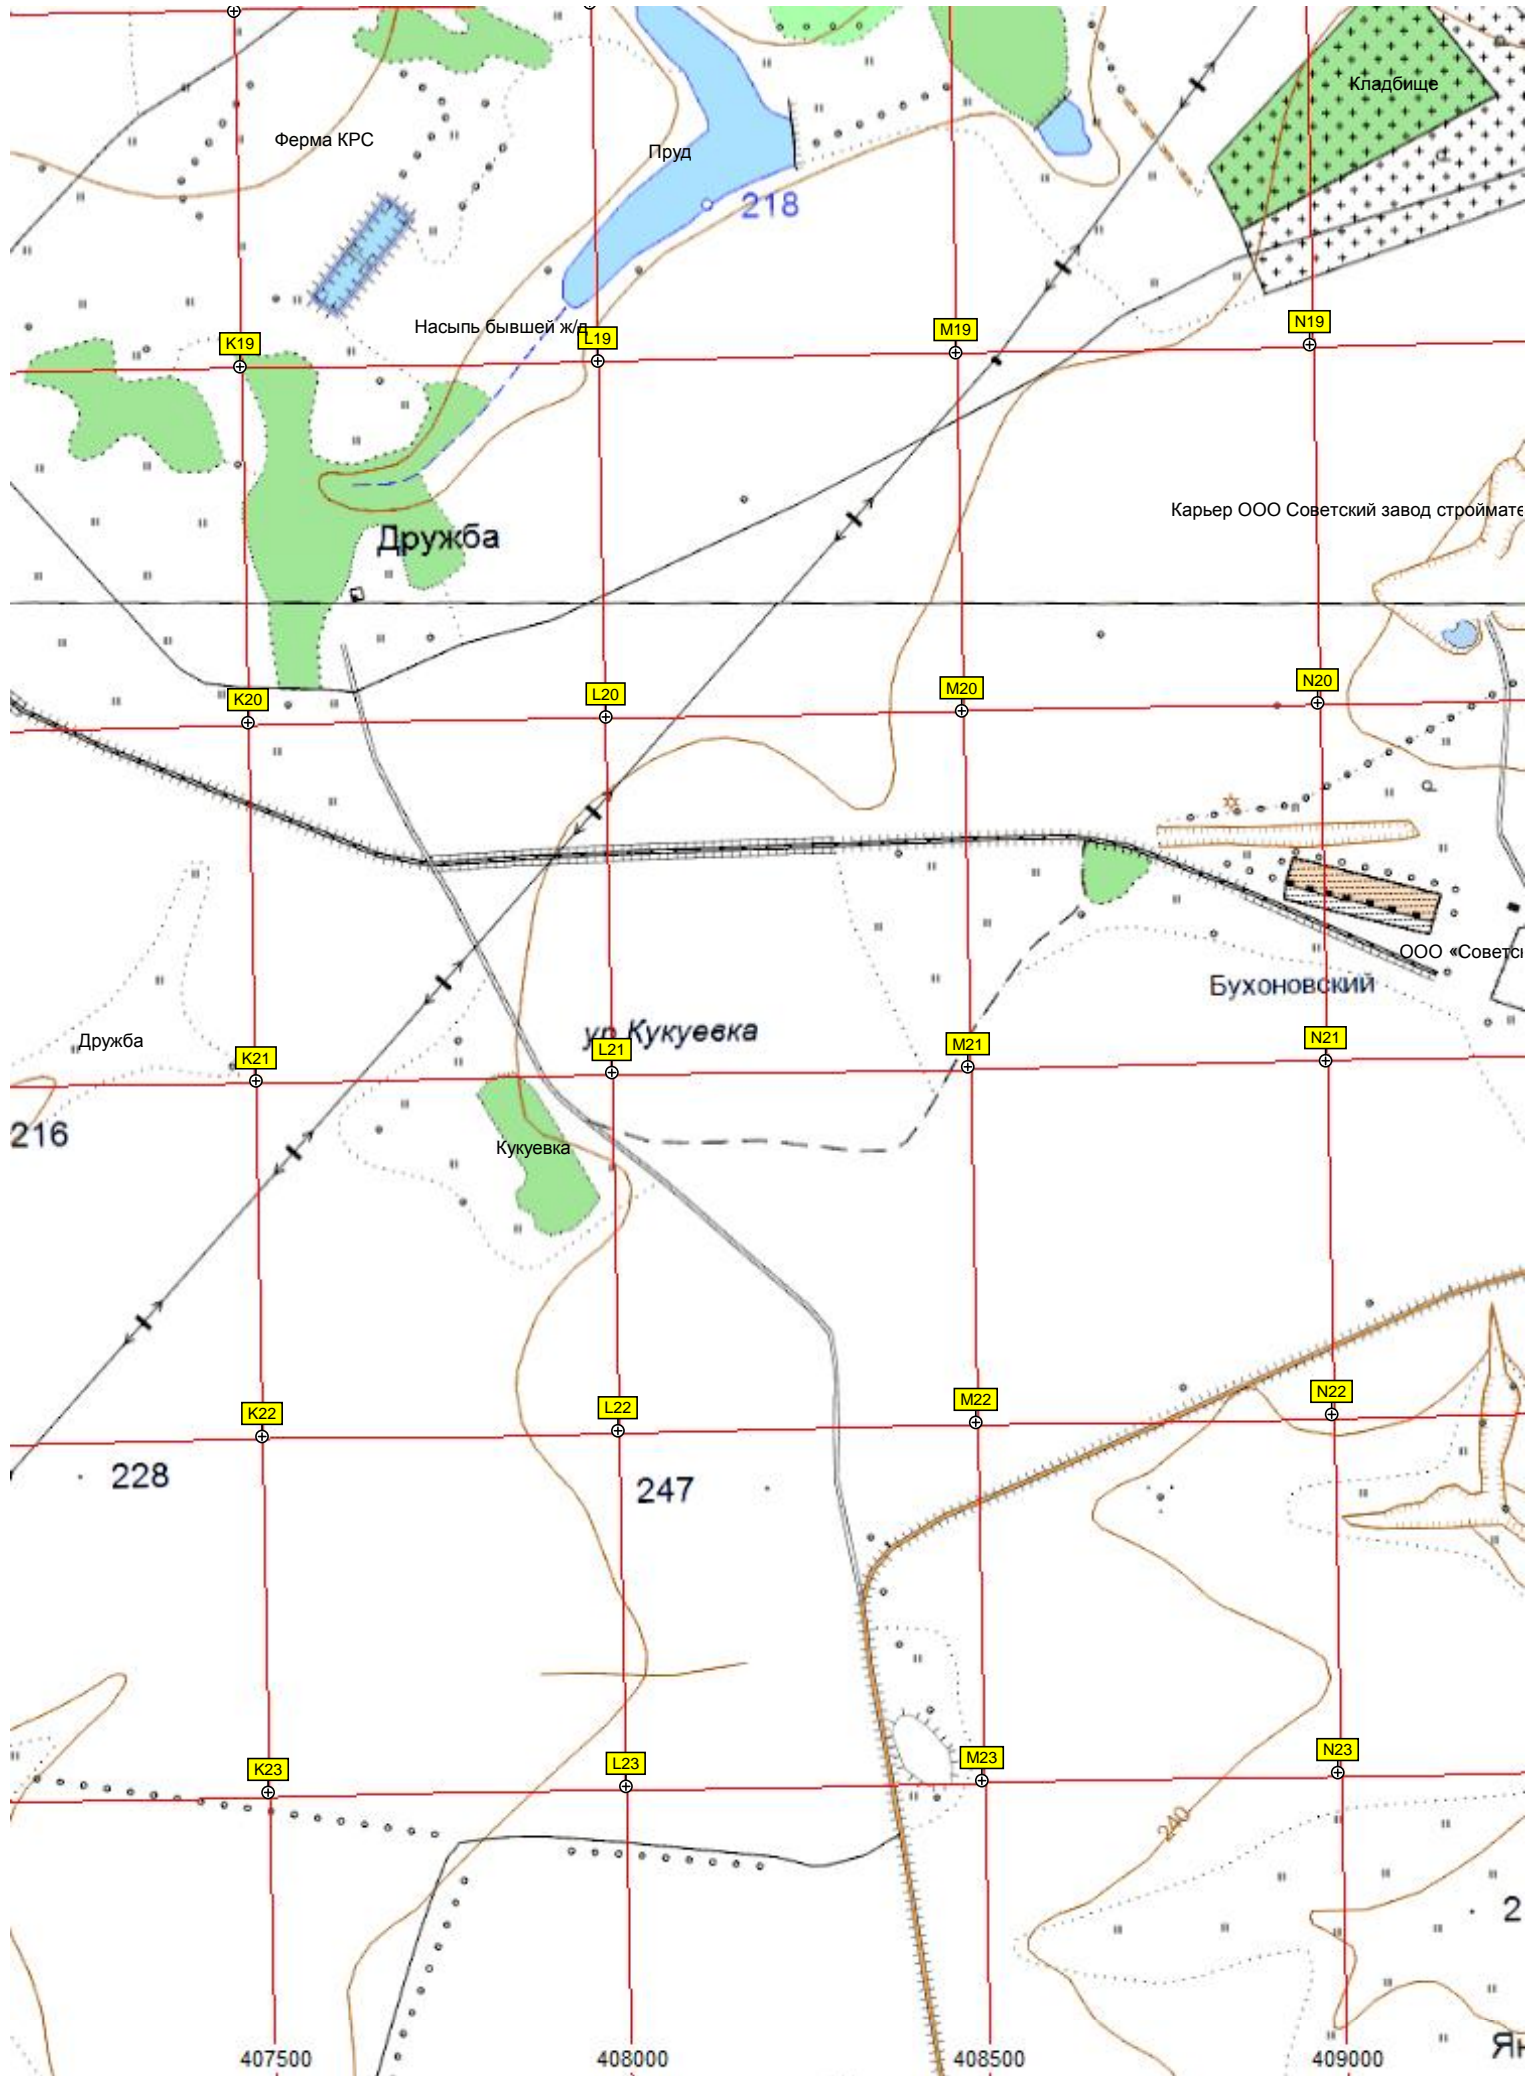 Кладбище
Ферма КРС
Пруд
218
Насыпь бывшей ж/д
K19
L19
M19
N19
Карьер ООО Советский завод строймате
Дружба
K20
L20
M20
N20
ООО «Советс
Бухоновский
ур Кукуевка
Дружба
K21
L21
M21
N21
216
Кукуевка
K22
L22
M22
N22
228
247
K23
L23
M23
N23
240
2
Ян
407500
408000
408500
409000